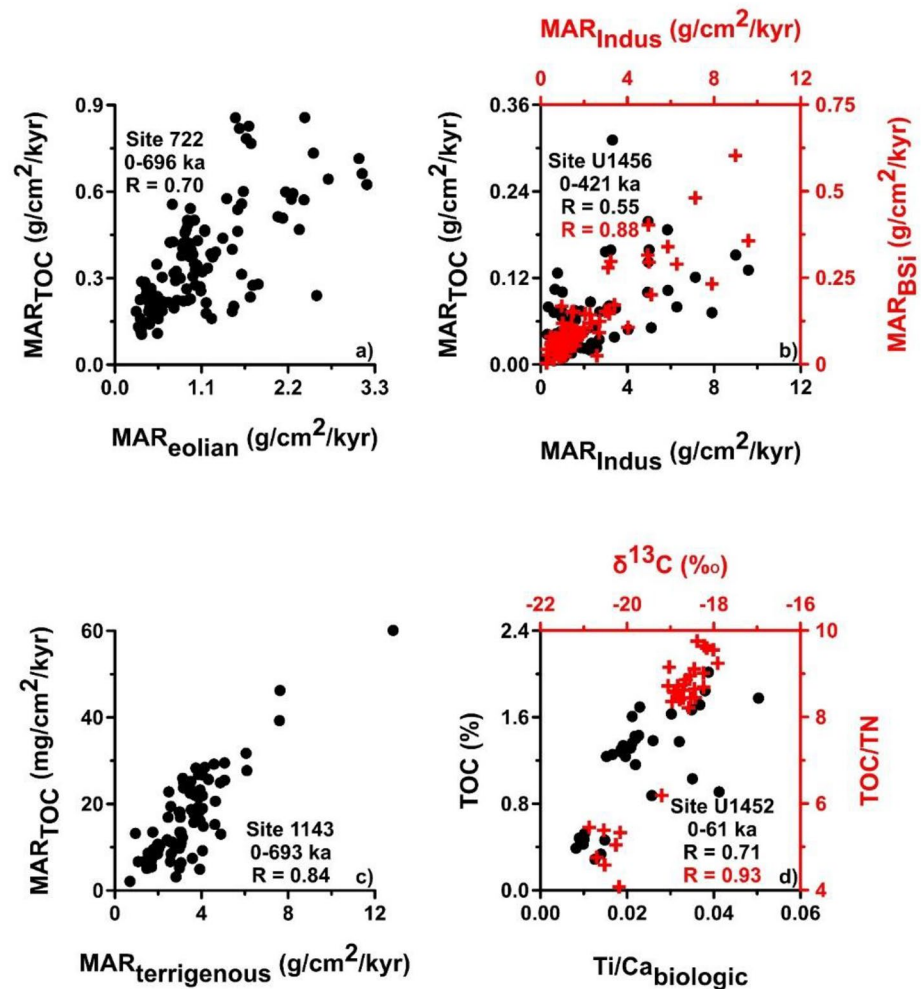 MAR_Indus (g/cm²/kyr)
0 4 8 12
0.9
0.6
0.3
0.0
MAR_TOC (g/cm²/kyr)
Site 722
0-696 ka
R = 0.70
a)
0.0 1.1 2.2 3.3
MAR_eolian (g/cm²/kyr)
0.36
0.24
0.12
0.00
MAR_TOC (g/cm²/kyr)
Site U1456
0-421 ka
R = 0.55
R = 0.88
b)
0.75
0.5
0.25
0
MAR_BSi (g/cm²/kyr)
0 4 8 12
MAR_Indus (g/cm²/kyr)
60
40
20
0
MAR_TOC (mg/cm²/kyr)
Site 1143
0-693 ka
R = 0.84
c)
0 4 8 12
MAR_terrigenous (g/cm²/kyr)
δ¹³C (‰)
-22 -20 -18 -16
2.4
1.6
0.8
0.0
TOC (%)
Site U1452
0-61 ka
R = 0.71
R = 0.93
d)
10
8
6
4
TOC/TN
0.00 0.02 0.04 0.06
Ti/Ca_biologic